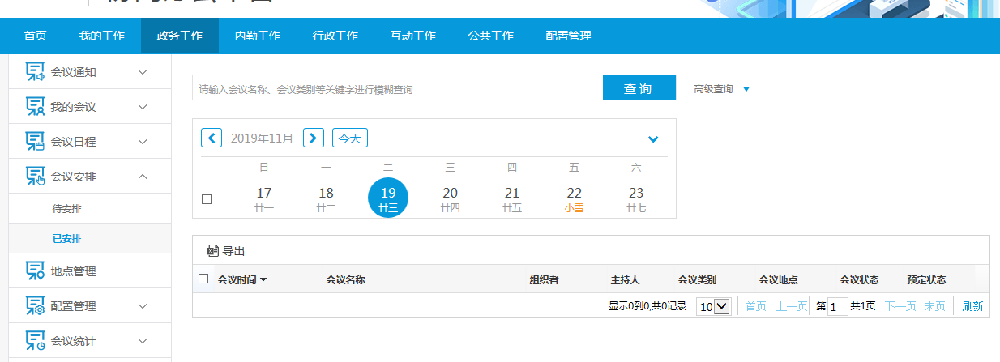 首页 我的工作 政务工作 内勤工作 行政工作 互动工作 公共工作 配置管理
会议通知
我的会议
会议日程
会议安排
待安排
已安排
地点管理
配置管理
会议统计
请输入会议名称、会议类别等关键字进行模糊查询 查询 高级查询
2019年11月 今天
日 一 二 三 四 五 六
17 18 19 20 21 22 23
廿一 廿二 廿三 廿四 廿五 小雪 廿七
导出
会议时间 会议名称 组织者 主持人 会议类别 会议地点 会议状态 预定状态
显示0到0,共0记录 10 首页 上一页 第 1 共1页 下一页 末页 刷新